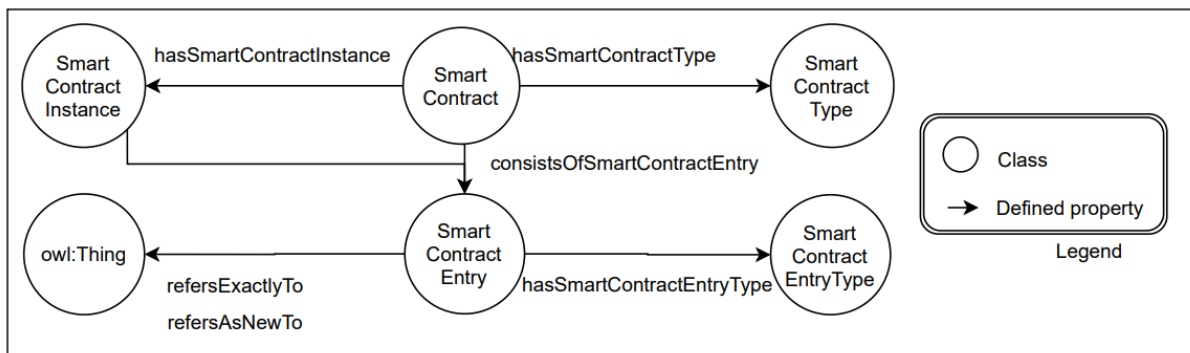 Smart
Contract
Instance
hasSmartContractInstance
Smart
Contract
hasSmartContractType
Smart
Contract
Type
consistsOfSmartContractEntry
owl:Thing
refersExactlyTo
refersAsNewTo
Smart
Contract
Entry
hasSmartContractEntryType
Smart
Contract
EntryType
Class
Defined property
Legend